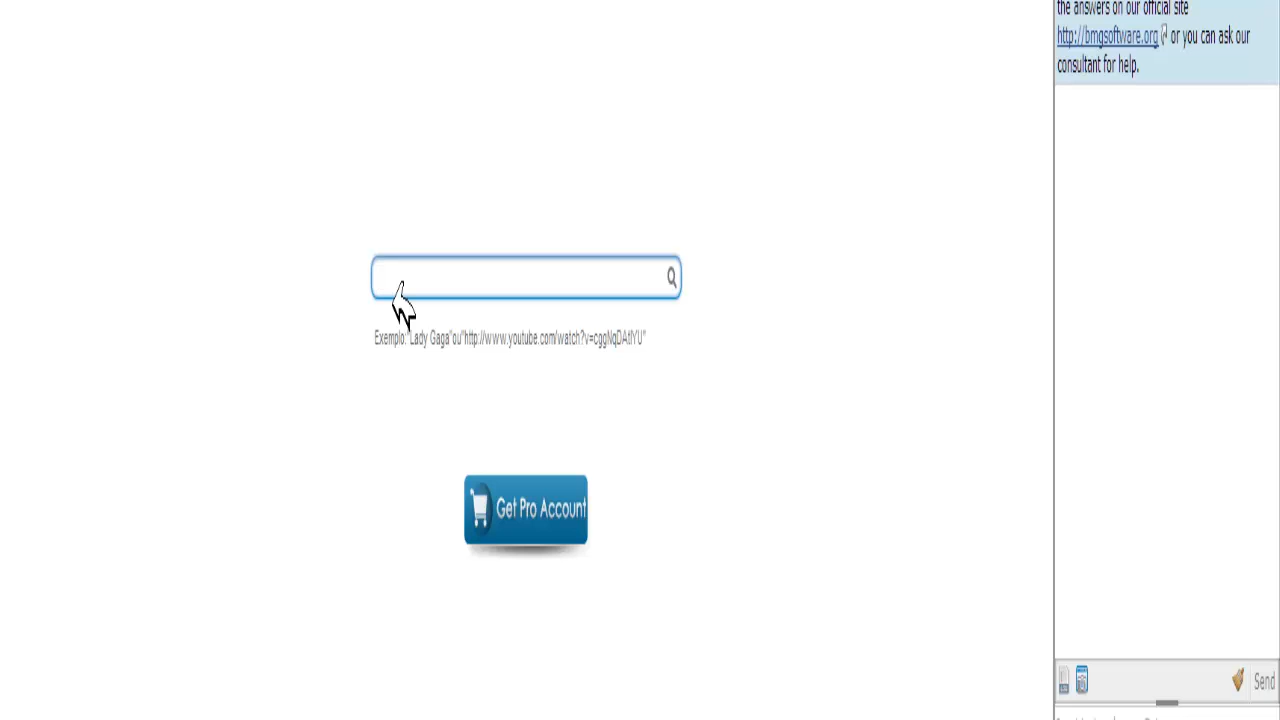 the answers on our official site
http://bmgsoftware.org or you can ask our
consultant for help.
Exemplo:"Lady Gaga"ou"http://www.youtube.com/watch?v=cggNqDAtlYU"
Get Pro Account
Send